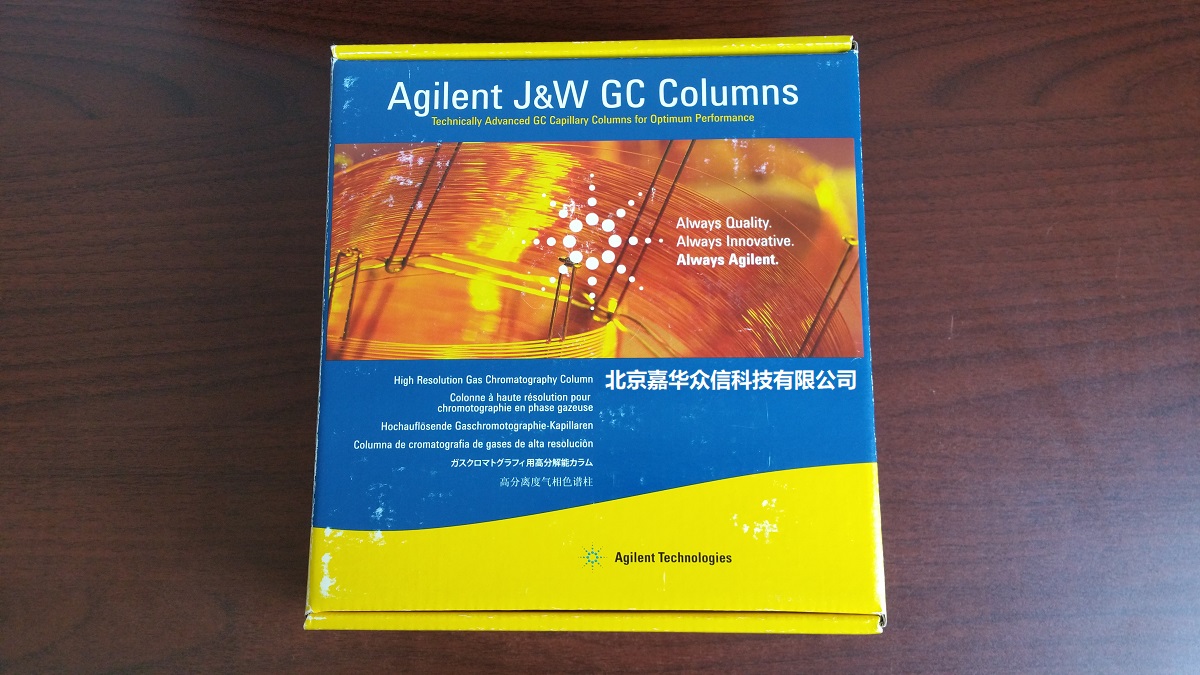 Agilent J&W GC Columns
Technically Advanced GC Capillary Columns for Optimum Performance
Always Quality.
Always Innovative.
Always Agilent.
High Resolution Gas Chromatography Column
北京嘉华众信科技有限公司
Colonne à haute résolution pour
chromotographie en phase gazeuse
Hochauflösende Gaschromotographie-Kapillaren
Columna de cromatografia de gases de alta resolución
ガスクロマトグラフィ用高分解能カラム
高分离度气相色谱柱
Agilent Technologies